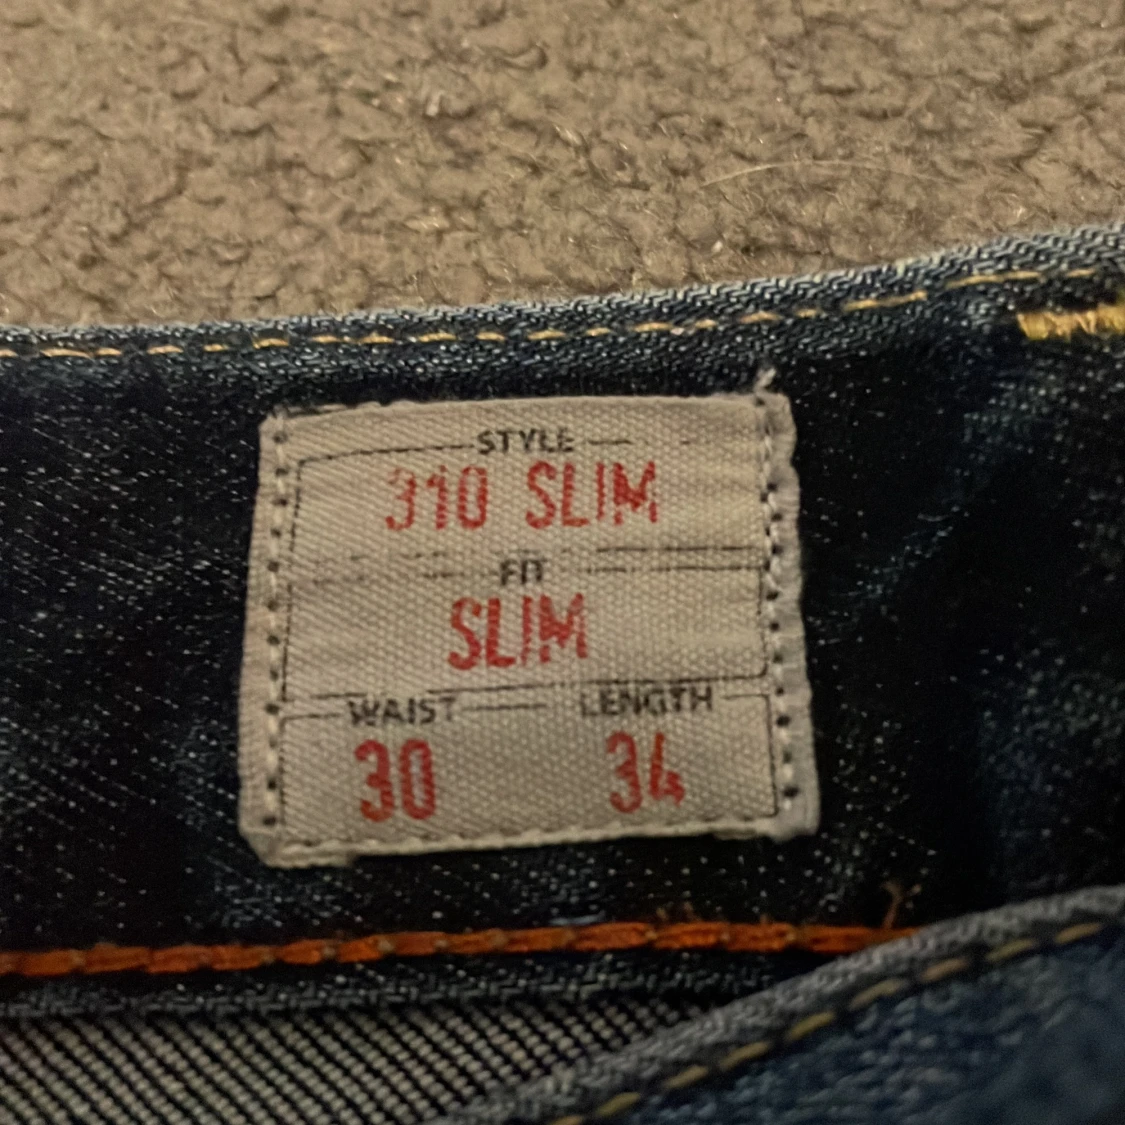 STYLE
310 SLIM
FIT
SLIM
WAIST LENGTH
30 34